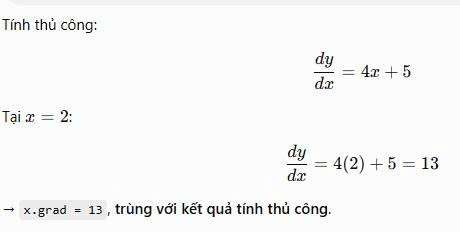 Tính thủ công:
dy/dx = 4x + 5
Tại x = 2:
dy/dx = 4(2) + 5 = 13
→ x.grad = 13 , trùng với kết quả tính thủ công.